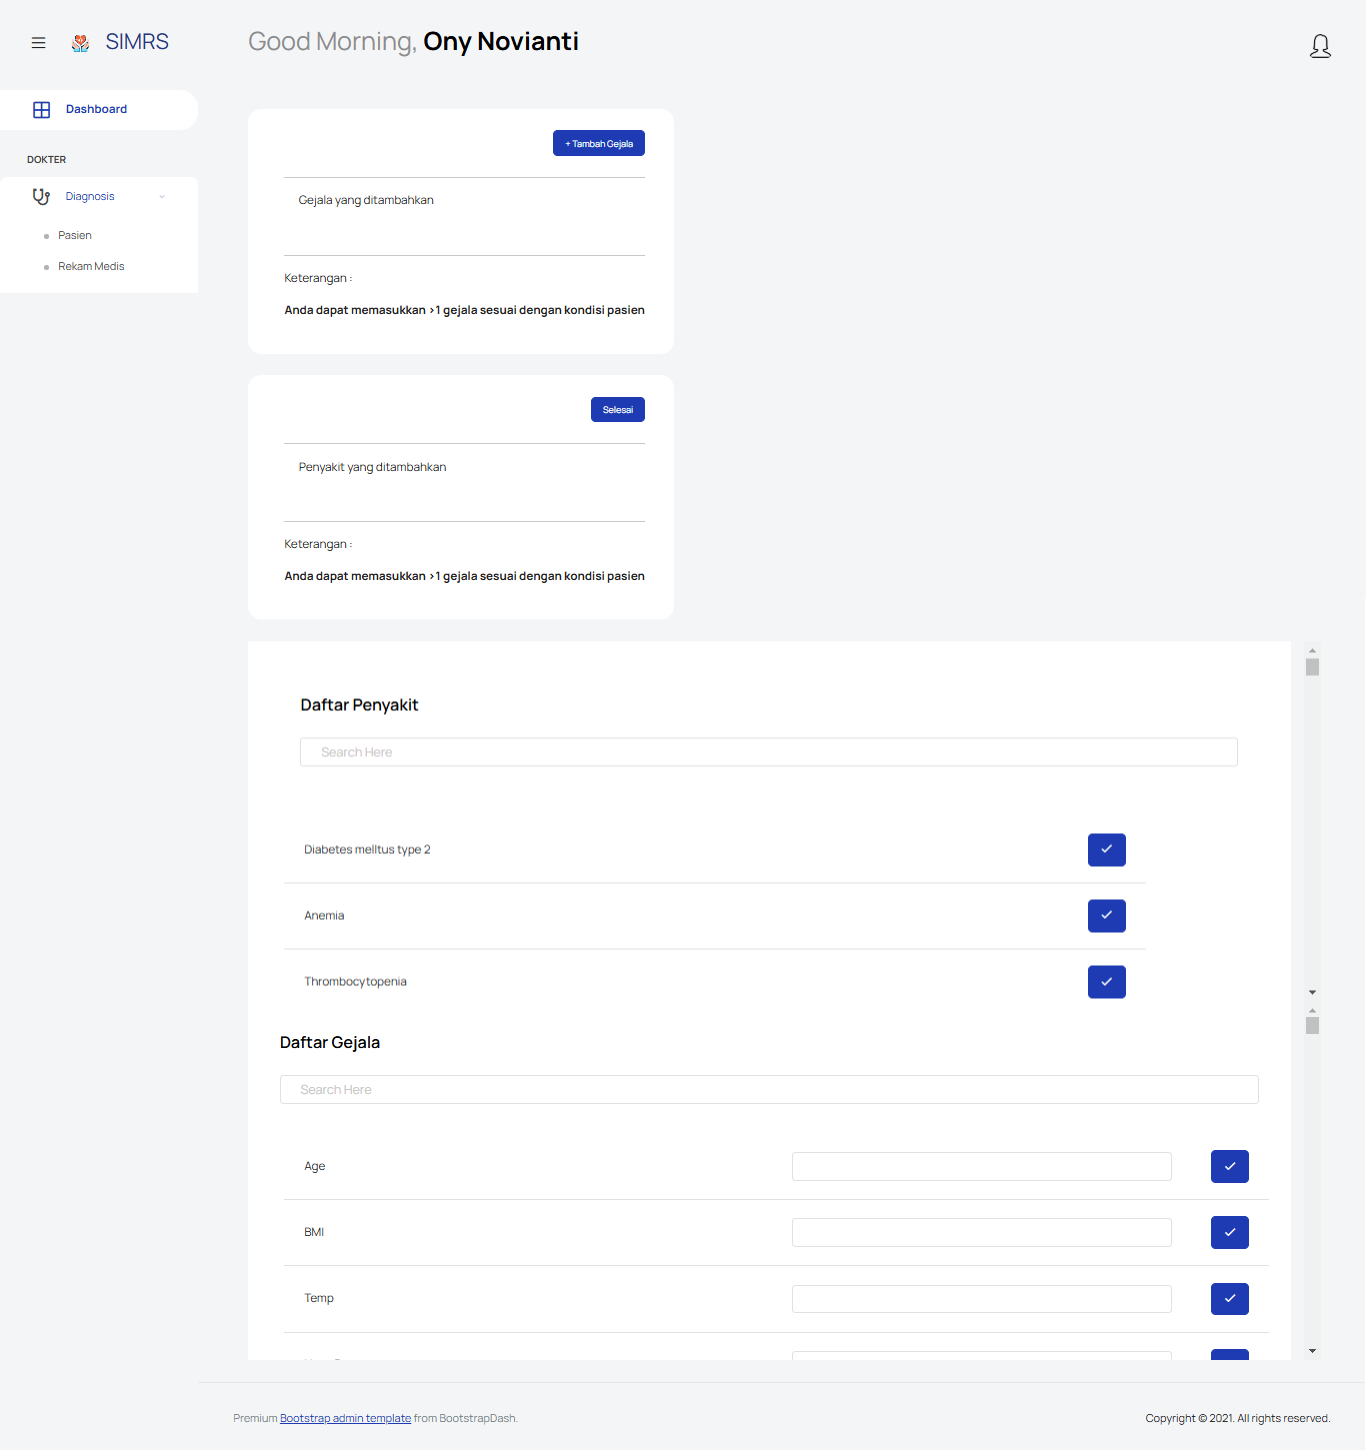 SIMRS
Good Morning, Ony Novianti
Dashboard
DOKTER
Diagnosis
Pasien
Rekam Medis
+ Tambah Gejala
Gejala yang ditambahkan
Keterangan :
Anda dapat memasukkan >1 gejala sesuai dengan kondisi pasien
Selesai
Penyakit yang ditambahkan
Keterangan :
Anda dapat memasukkan >1 gejala sesuai dengan kondisi pasien
Daftar Penyakit
Search Here
Diabetes melltus type 2
Anemia
Thrombocytopenia
Daftar Gejala
Search Here
Age
BMI
Temp
Premium Bootstrap admin template from BootstrapDash.
Copyright © 2021. All rights reserved.